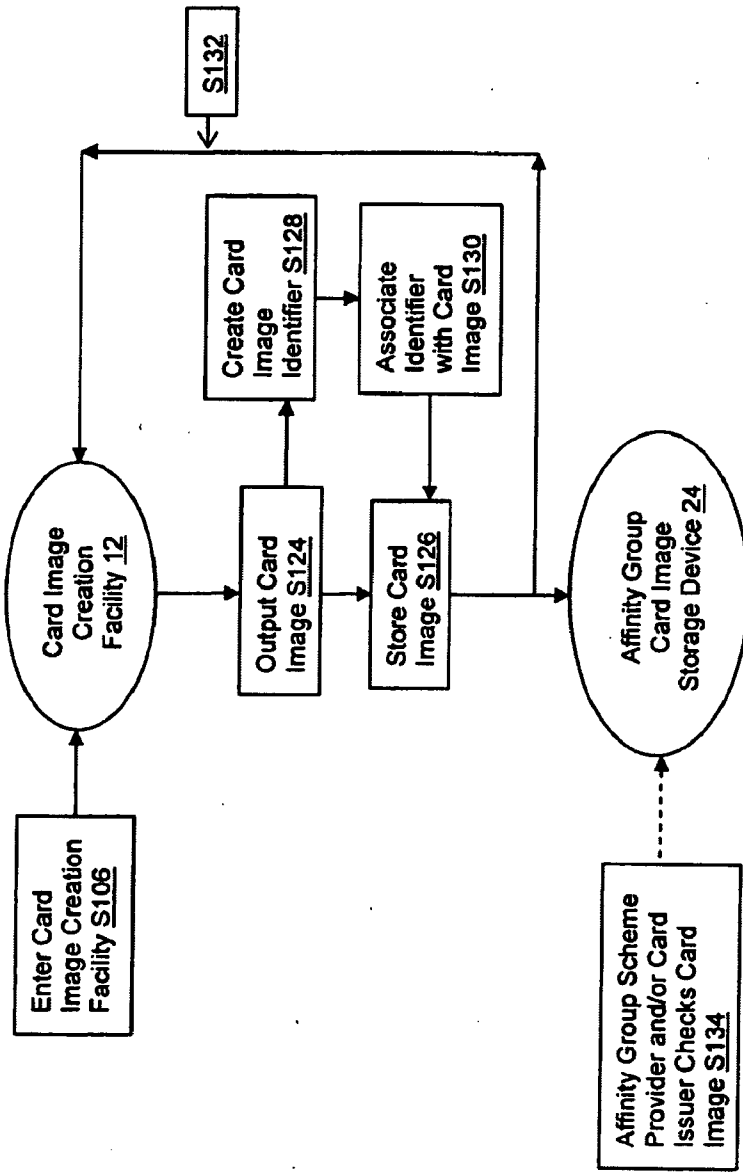 Enter Card
Image Creation
Facility S106
Card Image
Creation
Facility 12
S132
Output Card
Image S124
Create Card
Image
Identifier S128
Store Card
Image S126
Associate
Identifier
with Card
Image S130
Affinity Group Scheme
Provider and/or Card
Issuer Checks Card
Image S134
Affinity Group
Card Image
Storage Device 24